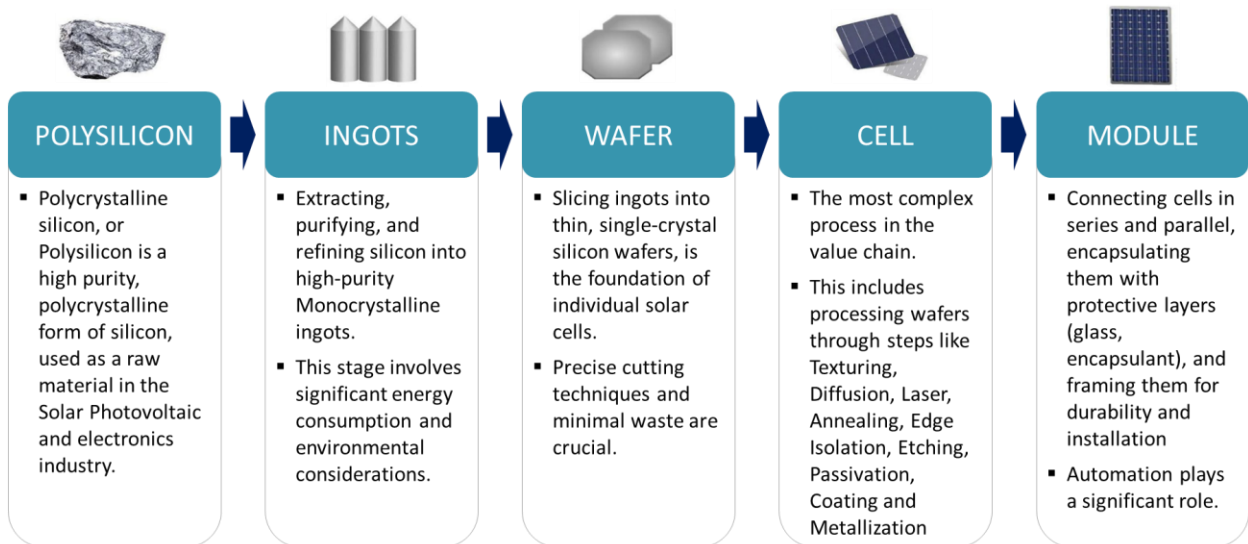 POLYSILICON
▪ Polycrystalline
silicon, or
Polysilicon is a
high purity,
polycrystalline
form of silicon,
used as a raw
material in the
Solar Photovoltaic
and electronics
industry.
INGOTS
▪ Extracting,
purifying, and
refining silicon into
high-purity
Monocrystalline
ingots.
▪ This stage involves
significant energy
consumption and
environmental
considerations.
WAFER
▪ Slicing ingots into
thin, single-crystal
silicon wafers, is
the foundation of
individual solar
cells.
▪ Precise cutting
techniques and
minimal waste are
crucial.
CELL
▪ The most complex
process in the
value chain.
▪ This includes
processing wafers
through steps like
Texturing,
Diffusion, Laser,
Annealing, Edge
Isolation, Etching,
Passivation,
Coating and
Metallization
MODULE
▪ Connecting cells in
series and parallel,
encapsulating
them with
protective layers
(glass,
encapsulant), and
framing them for
durability and
installation
▪ Automation plays
a significant role.